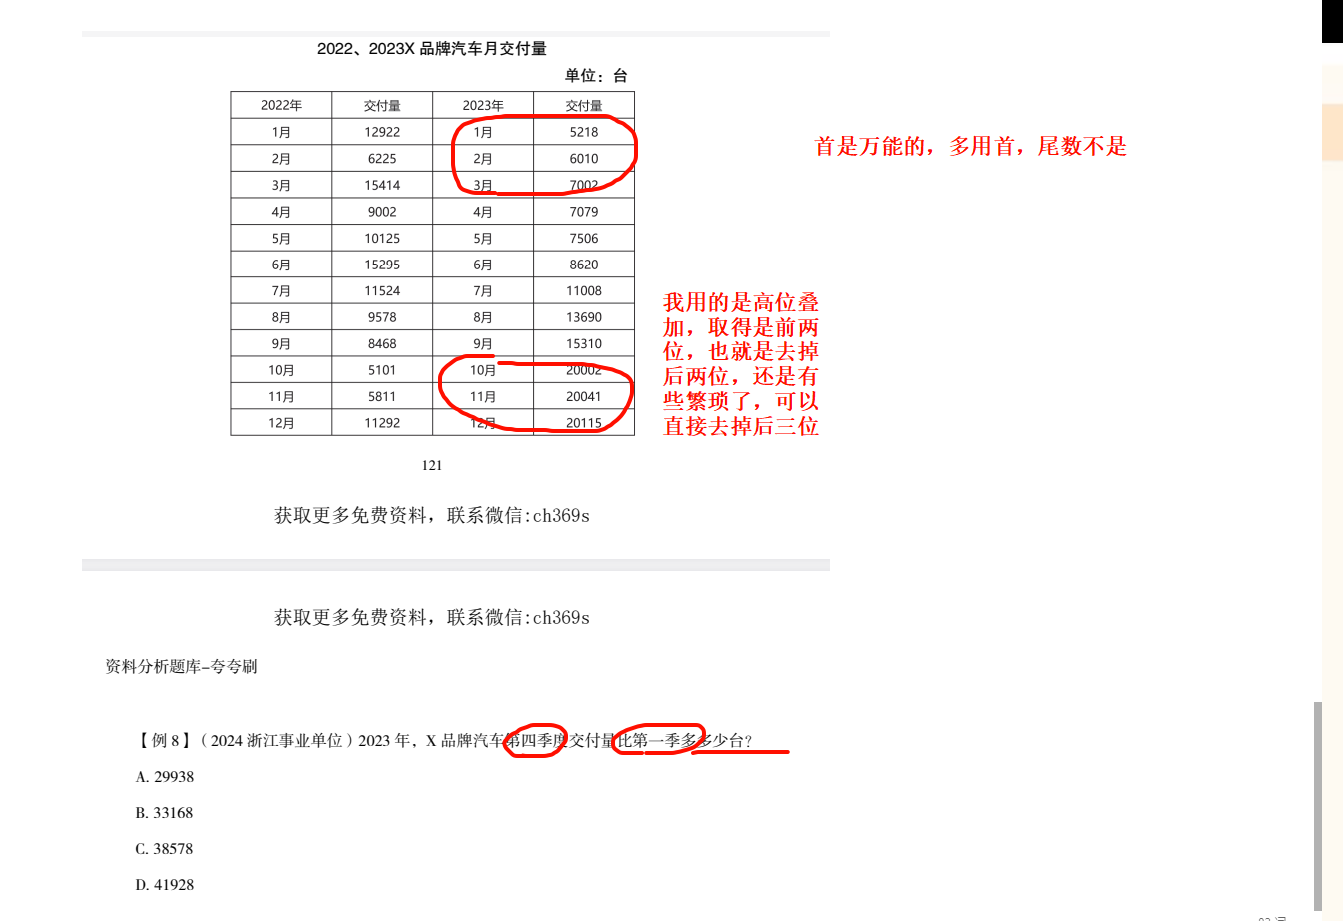 2022、2023X 品牌汽车月交付量
单位：台
2022年 交付量 2023年 交付量
1月 12922 1月 5218
2月 6225 2月 6010
3月 15414 3月 7002
4月 9002 4月 7079
5月 10125 5月 7506
6月 15295 6月 8620
7月 11524 7月 11008
8月 9578 8月 13690
9月 8468 9月 15310
10月 5101 10月 20002
11月 5811 11月 20041
12月 11292 12月 20115
首是万能的，多用首，尾数不是
我用的是高位叠
加，取得是前两
位，也就是去掉
后两位，还是有
些繁琐了，可以
直接去掉后三位
121
获取更多免费资料，联系微信:ch369s
获取更多免费资料，联系微信:ch369s
资料分析题库-夸夸刷
【例 8】（2024 浙江事业单位）2023 年，X 品牌汽车第四季度交付量比第一季多多少台？
A. 29938
B. 33168
C. 38578
D. 41928